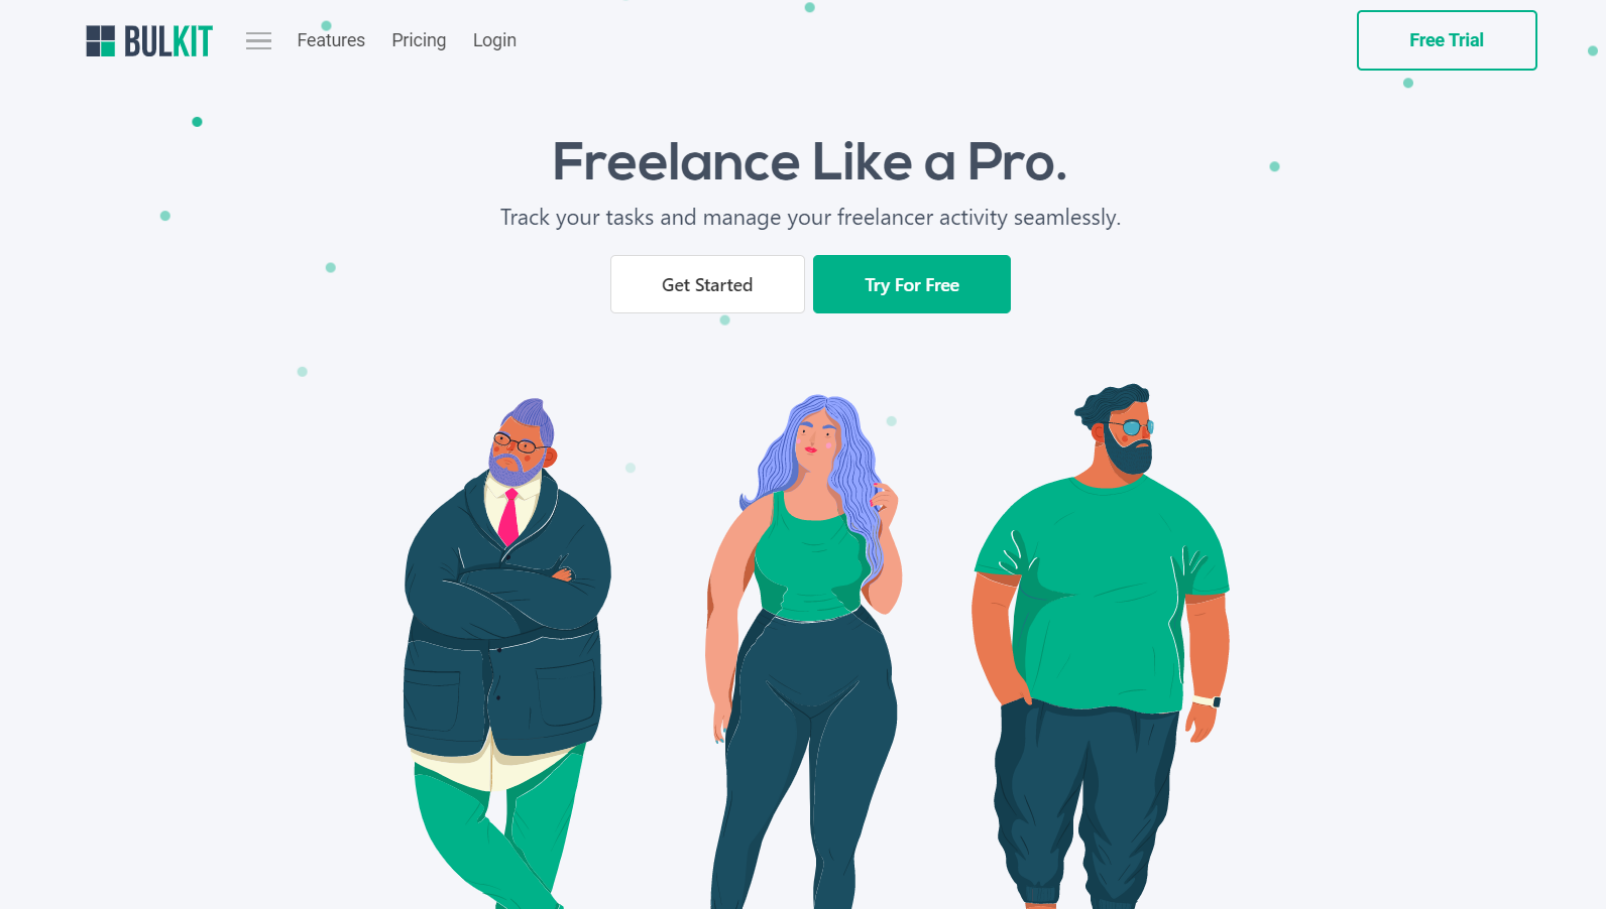 BULKIT Features Pricing Login Free Trial
Freelance Like a Pro.
Track your tasks and manage your freelancer activity seamlessly.
Get Started Try For Free